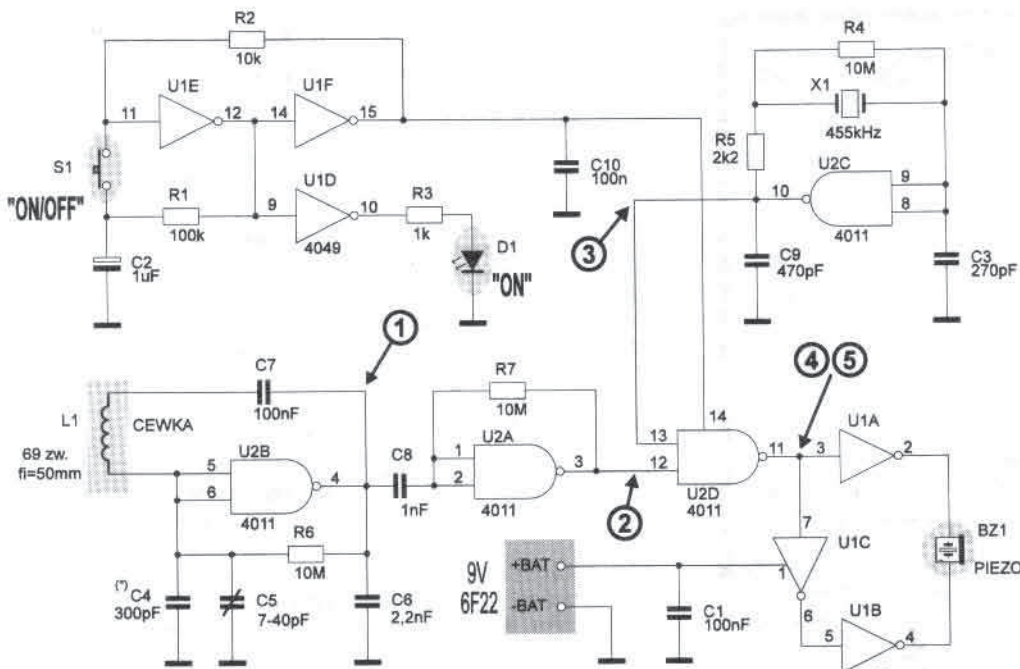 R2
10k
R4
10M
U1E
U1F
11
12
14
15
X1
455kHz
R5
2k2
U2C
10
9
8
4011
S1
"ON/OFF"
C10
100n
R1
100k
U1D
9
10
4049
R3
1k
D1
"ON"
C2
1uF
3
C9
470pF
C3
270pF
1
4
5
C7
100nF
R7
10M
L1
CEWKA
69 zw.
fi=50mm
U2B
5
6
4
4011
C8
1nF
U2A
1
2
3
4011
14
13
12
11
U2D
4011
3
U1A
2
2
R6
10M
7
U1C
1
6
BZ1
PIEZO
(*) C4
300pF
C5
7-40pF
C6
2,2nF
9V
6F22
+BAT
-BAT
C1
100nF
U1B
5
4